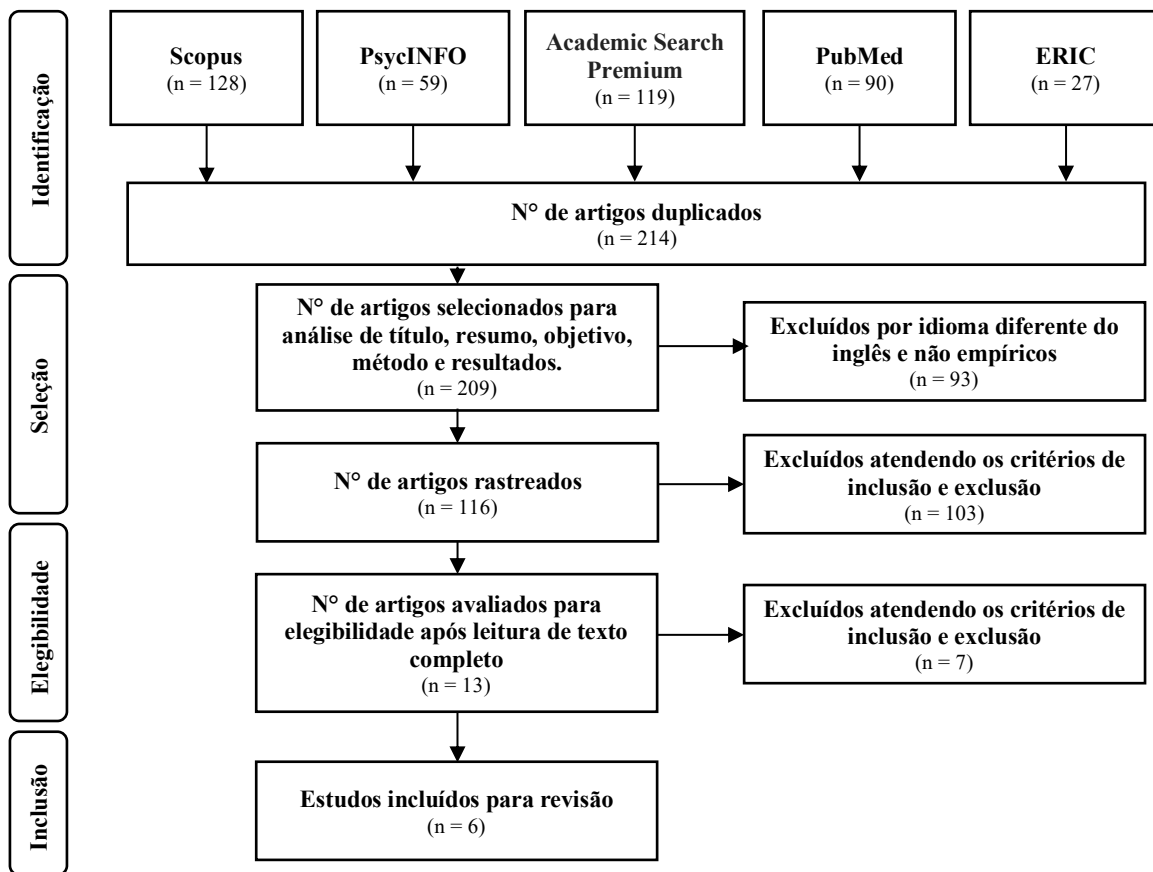 Identificação
Scopus
(n = 128)
PsycINFO
(n = 59)
Academic Search
Premium
(n = 119)
PubMed
(n = 90)
ERIC
(n = 27)
N° de artigos duplicados
(n = 214)
Seleção
N° de artigos selecionados para
análise de título, resumo, objetivo,
método e resultados.
(n = 209)
Excluídos por idioma diferente do
inglês e não empíricos
(n = 93)
N° de artigos rastreados
(n = 116)
Excluídos atendendo os critérios de
inclusão e exclusão
(n = 103)
Elegibilidade
N° de artigos avaliados para
elegibilidade após leitura de texto
completo
(n = 13)
Excluídos atendendo os critérios de
inclusão e exclusão
(n = 7)
Inclusão
Estudos incluídos para revisão
(n = 6)